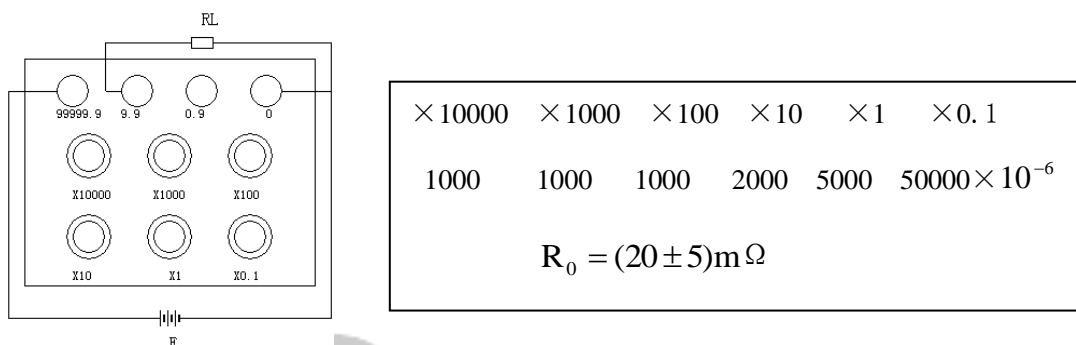 RL
99999.9 9.9 0.9 0
X10000 X1000 X100
X10 X1 X0.1
E
×10000 ×1000 ×100 ×10 ×1 ×0.1
1000 1000 1000 2000 5000 50000×10⁻⁶
R₀ = (20±5)mΩ